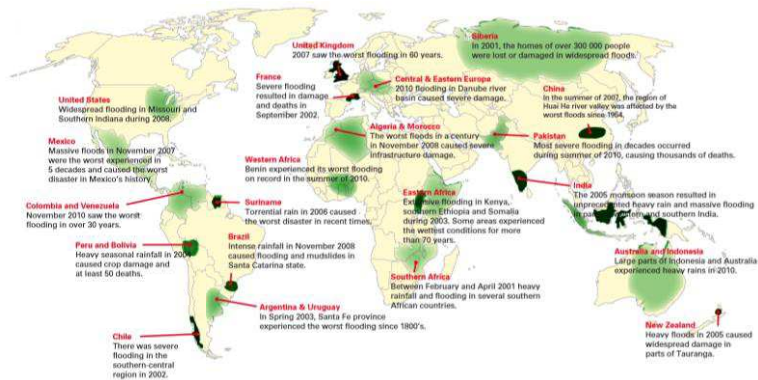 Siberia
In 2001, the homes of over 300 000 people
were lost or damaged in widespread floods.
United Kingdom
2007 saw the worst flooding in 60 years.
France
Severe flooding
resulted in damage
and deaths in
September 2002.
Central & Eastern Europe
2010 flooding in Danube river
basin caused severe damage.
China
In the summer of 2007, the region of
Huai He river valley was affected by the
worst floods since 1954.
United States
Widespread flooding in Missouri and
Southern Indiana during 2008.
Mexico
Massive floods in November 2007
were the worst experienced in
5 decades and caused the worst
disaster in Mexico's history.
Algeria & Morocco
The worst floods in a century
in November 2008 caused severe
infrastructure damage.
Pakistan
Most severe flooding in decades occurred
during summer of 2010, causing thousands of deaths.
Western Africa
Benin experienced its worst flooding
on record in the summer of 2010.
India
The 2005 monsoon season resulted in
unprecedented heavy rain and massive flooding
in western and southern India.
Eastern Africa
Extensive flooding in Kenya,
southern Ethiopia and Somalia
during 2003. Some areas experienced
the wettest conditions for more
than 70 years.
Colombia and Venezuela
November 2010 saw the worst
flooding in over 30 years.
Suriname
Torrential rain in 2006 caused
the worst disaster in recent times.
Peru and Bolivia
Heavy seasonal rainfall in
caused crop damage and
at least 50 deaths.
Brazil
Intense rainfall in November 2008
caused flooding and mudslides in
Santa Catarina state.
Australia and Indonesia
Large parts of Indonesia and Australia
experienced heavy rains in 2010.
Southern Africa
Between February and April 2001 heavy
rainfall and flooding in several southern
African countries.
Argentina & Uruguay
In Spring 2003, Santa Fe province
experienced the worst flooding since 1800's.
New Zealand
Heavy floods in 2005 caused
widespread damage in
parts of Tauranga.
Chile
There was severe
flooding in the
southern-central
region in 2002.